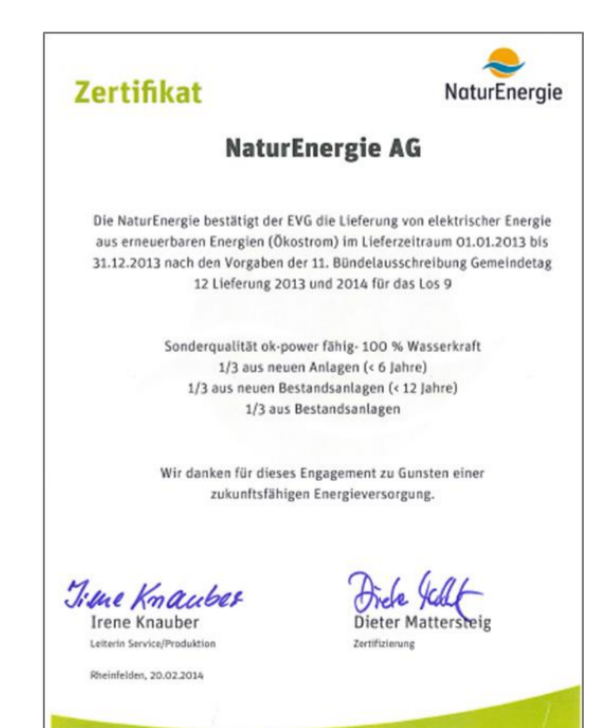 Zertifikat
NaturEnergie
NaturEnergie AG
Die NaturEnergie bestätigt der EVG die Lieferung von elektrischer Energie
aus erneuerbaren Energien (Ökostrom) im Lieferzeitraum 01.01.2013 bis
31.12.2013 nach den Vorgaben der 11. Bündelausschreibung Gemeindetag
12 Lieferung 2013 und 2014 für das Los 9
Sonderqualität ok-power fähig- 100 % Wasserkraft
1/3 aus neuen Anlagen (< 6 Jahre)
1/3 aus neuen Bestandsanlagen (< 12 Jahre)
1/3 aus Bestandsanlagen
Wir danken für dieses Engagement zu Gunsten einer
zukunftsfähigen Energieversorgung.
Irene Knauber
Irene Knauber
Dieter Mattersteig
Leiterin Service/Produktion
Zertifizierung
Rheinfelden, 20.02.2014